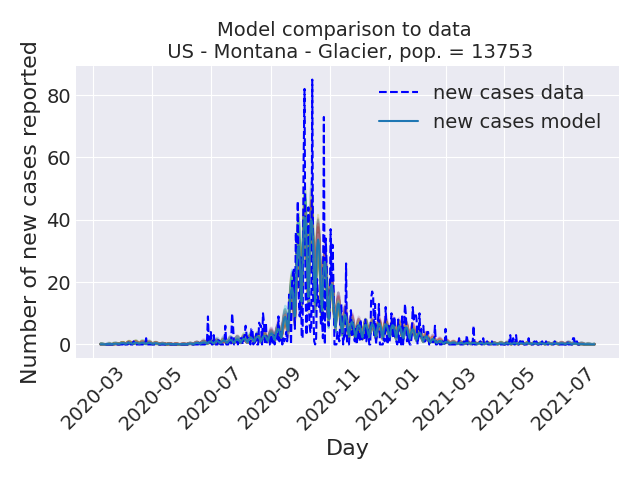 Model comparison to data
US - Montana - Glacier, pop. = 13753
new cases data
new cases model
Number of new cases reported
80
60
40
20
0
2020-03
2020-05
2020-07
2020-09
2020-11
2021-01
2021-03
2021-05
2021-07
Day